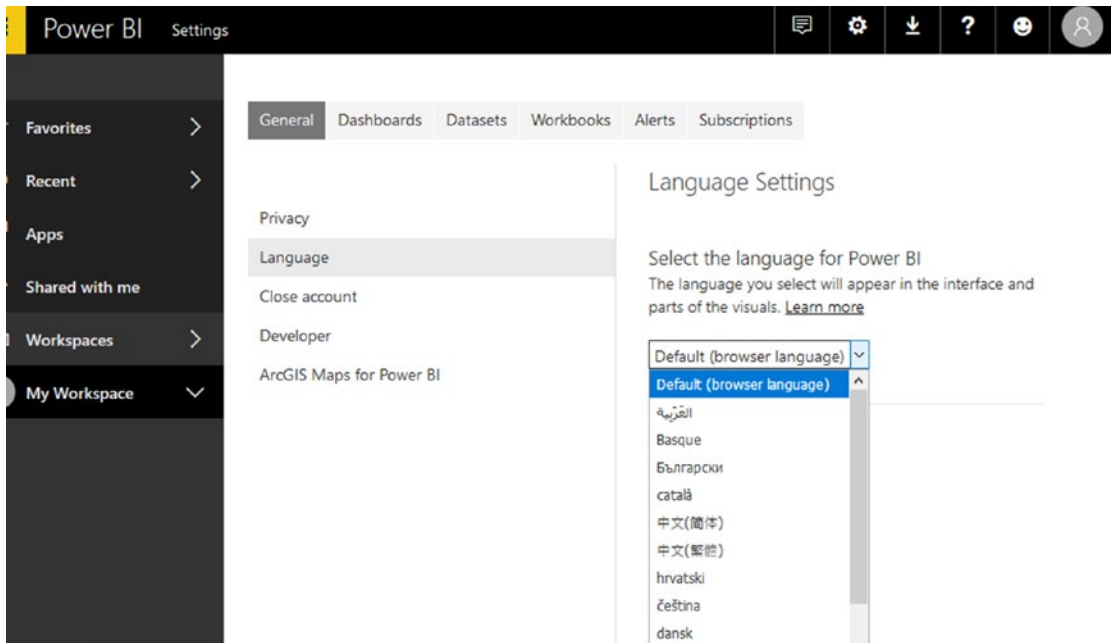 Power BI Settings
Favorites
Recent
Apps
Shared with me
Workspaces
My Workspace
General Dashboards Datasets Workbooks Alerts Subscriptions
Privacy
Language
Close account
Developer
ArcGIS Maps for Power BI
Language Settings
Select the language for Power BI
The language you select will appear in the interface and
parts of the visuals. Learn more
Default (browser language)
Default (browser language)
العَرَبِية
Basque
Български
català
中文(简体)
中文(繁體)
hrvatski
čeština
dansk